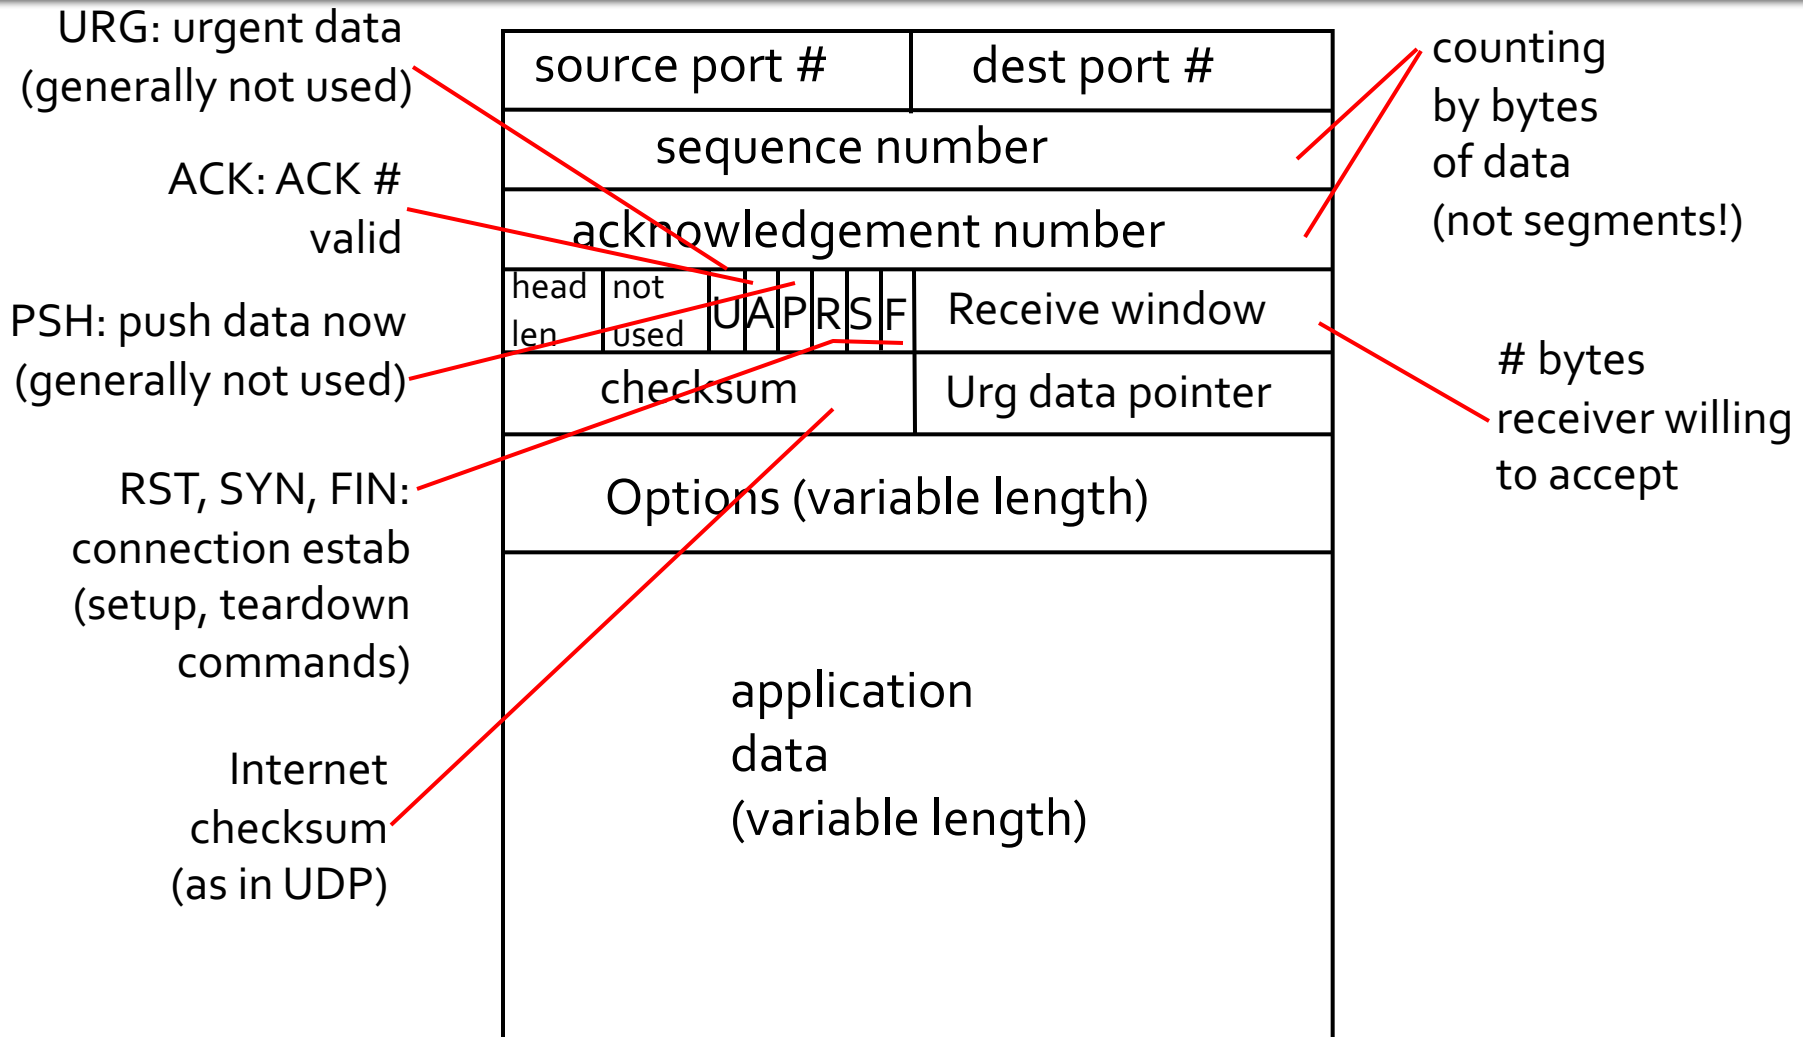 URG: urgent data
(generally not used)
ACK: ACK #
valid
PSH: push data now
(generally not used)
RST, SYN, FIN:
connection estab
(setup, teardown
commands)
Internet
checksum
(as in UDP)
source port # dest port #
sequence number
acknowledgement number
head
len
not
used
U A P R S F
Receive window
checksum
Urg data pointer
Options (variable length)
application
data
(variable length)
counting
by bytes
of data
(not segments!)
# bytes
receiver willing
to accept